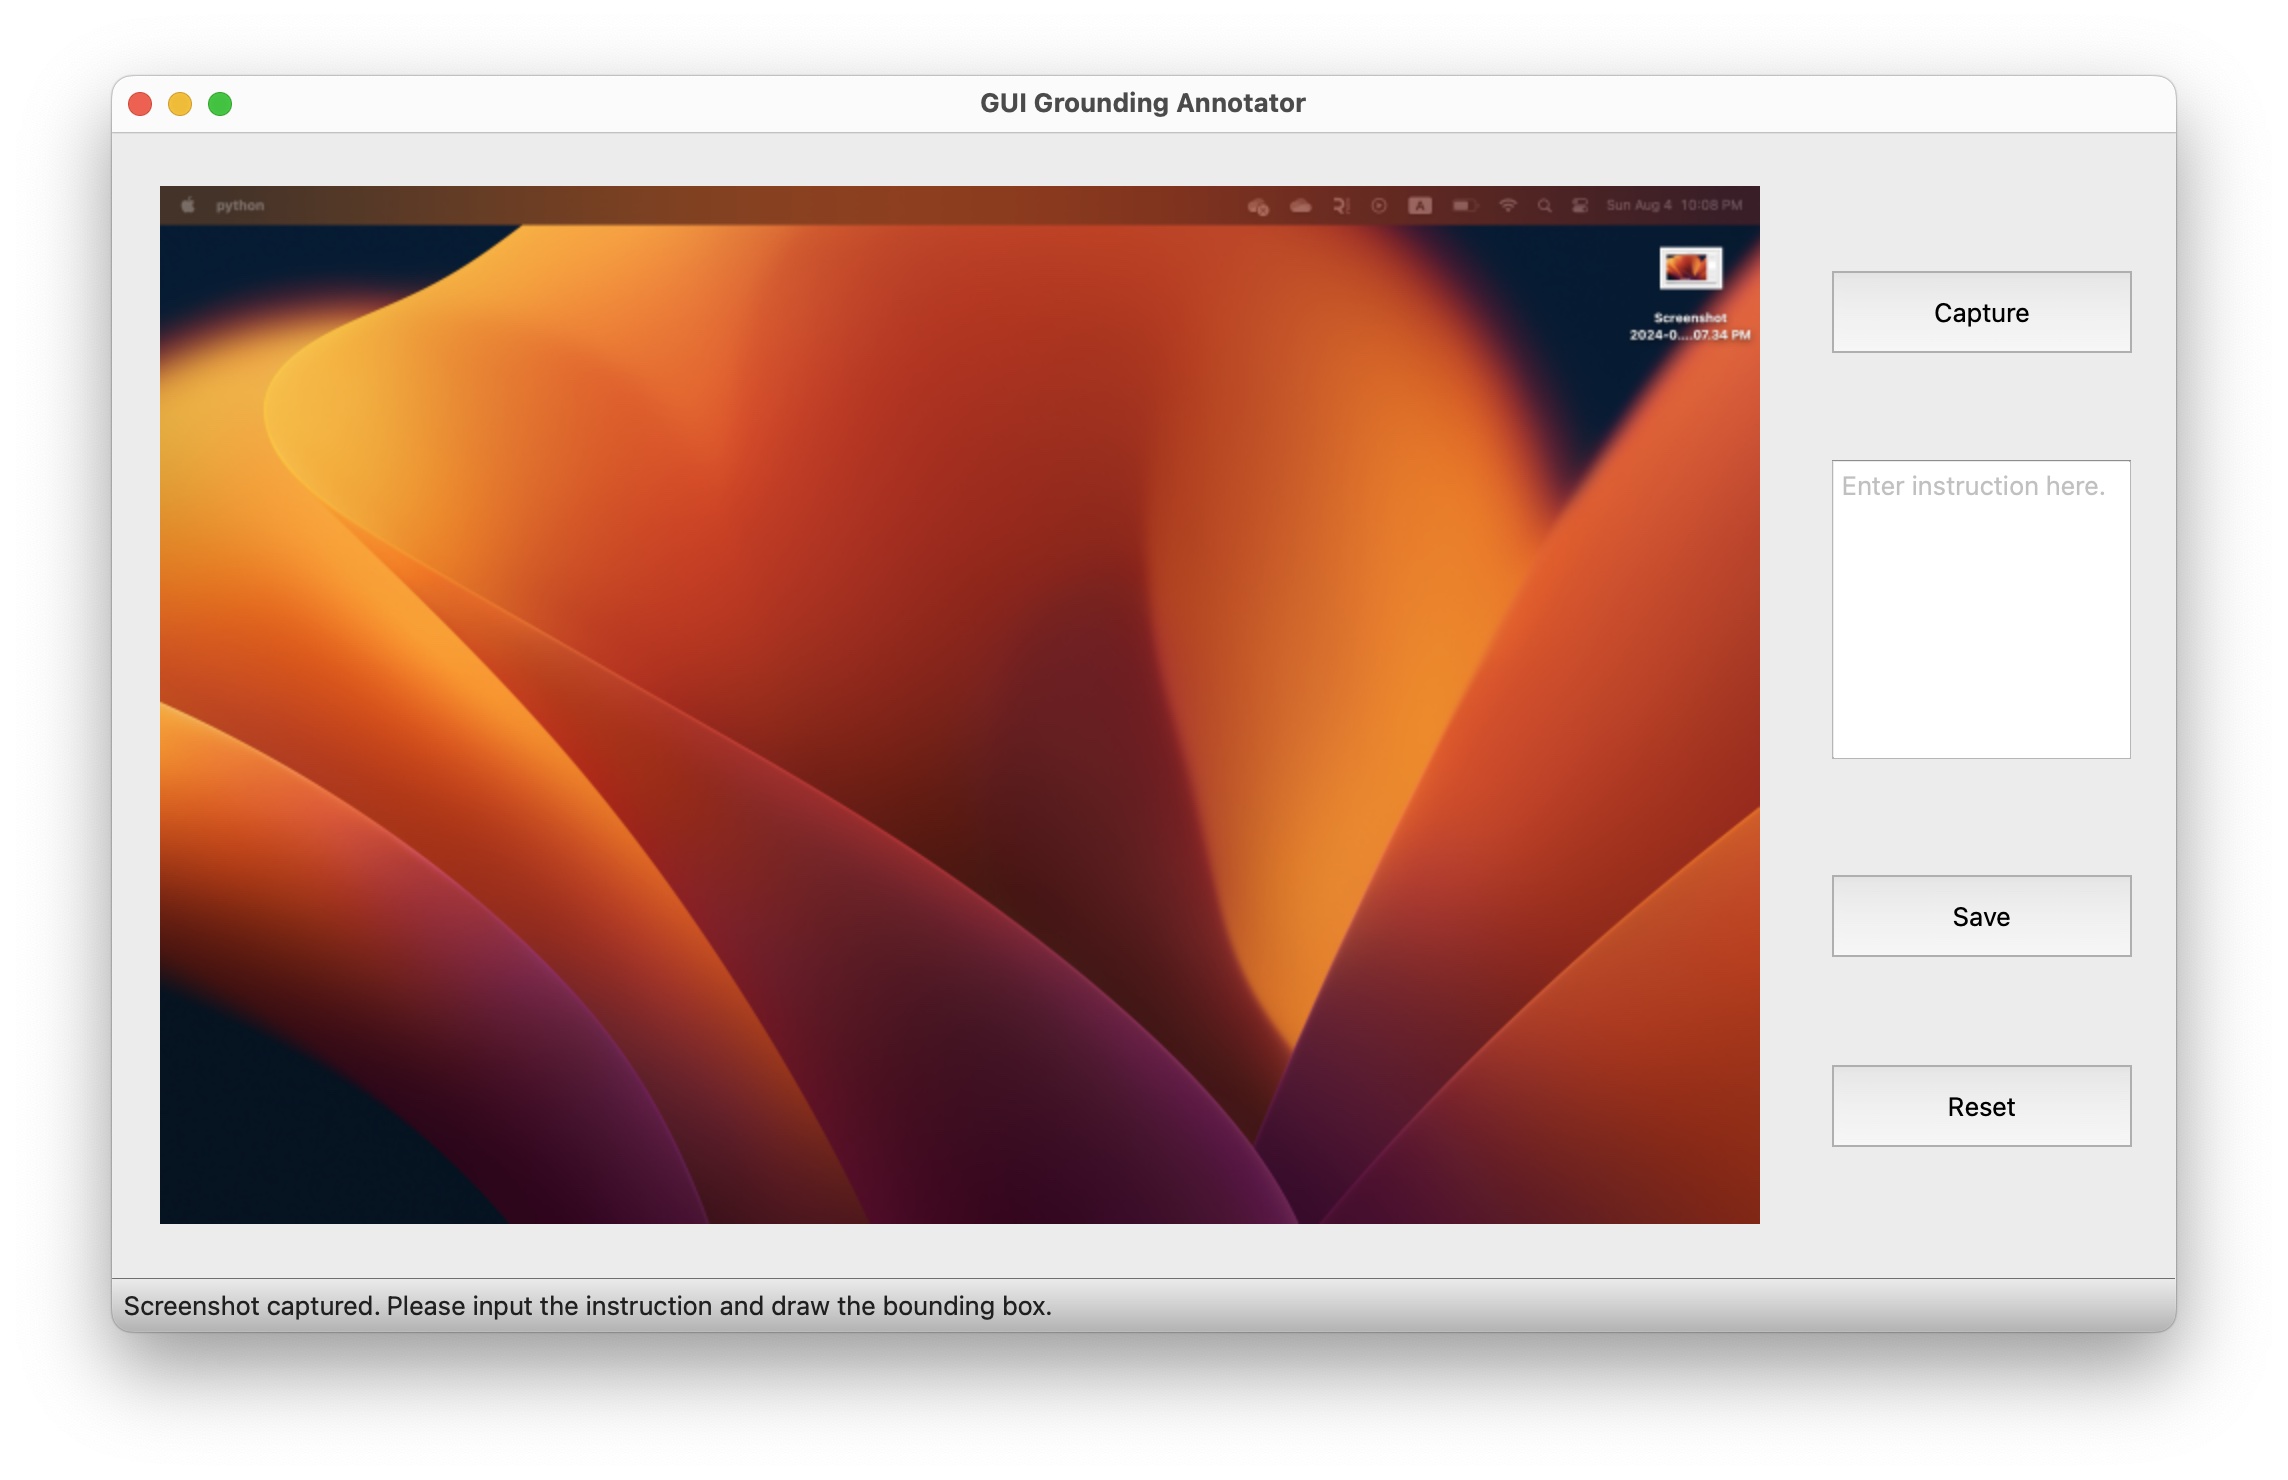 GUI Grounding Annotator
python
A
Sun Aug 4 10:08 PM
Screenshot
2024-0....07.34 PM
Capture
Enter instruction here.
Save
Reset
Screenshot captured. Please input the instruction and draw the bounding box.